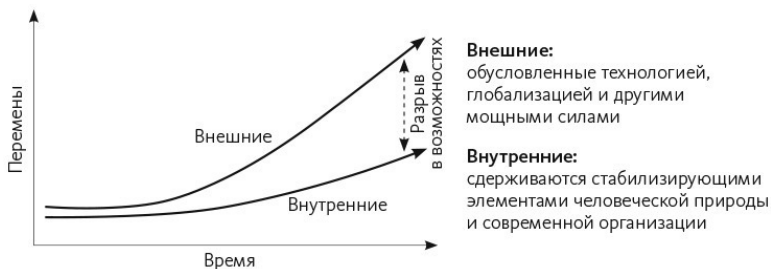 Перемены
Внешние
Внутренние
Разрыв
в возможностях
Время
Внешние:
обусловленные технологией,
глобализацией и другими
мощными силами
Внутренние:
сдерживаются стабилизирующими
элементами человеческой природы
и современной организации